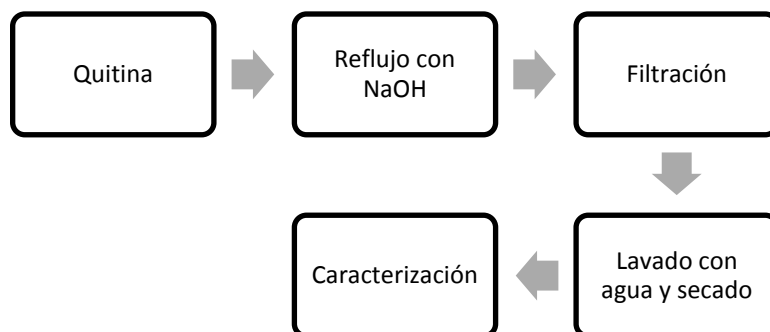 Quitina
Reflujo con
NaOH
Filtración
Lavado con
agua y secado
Caracterización